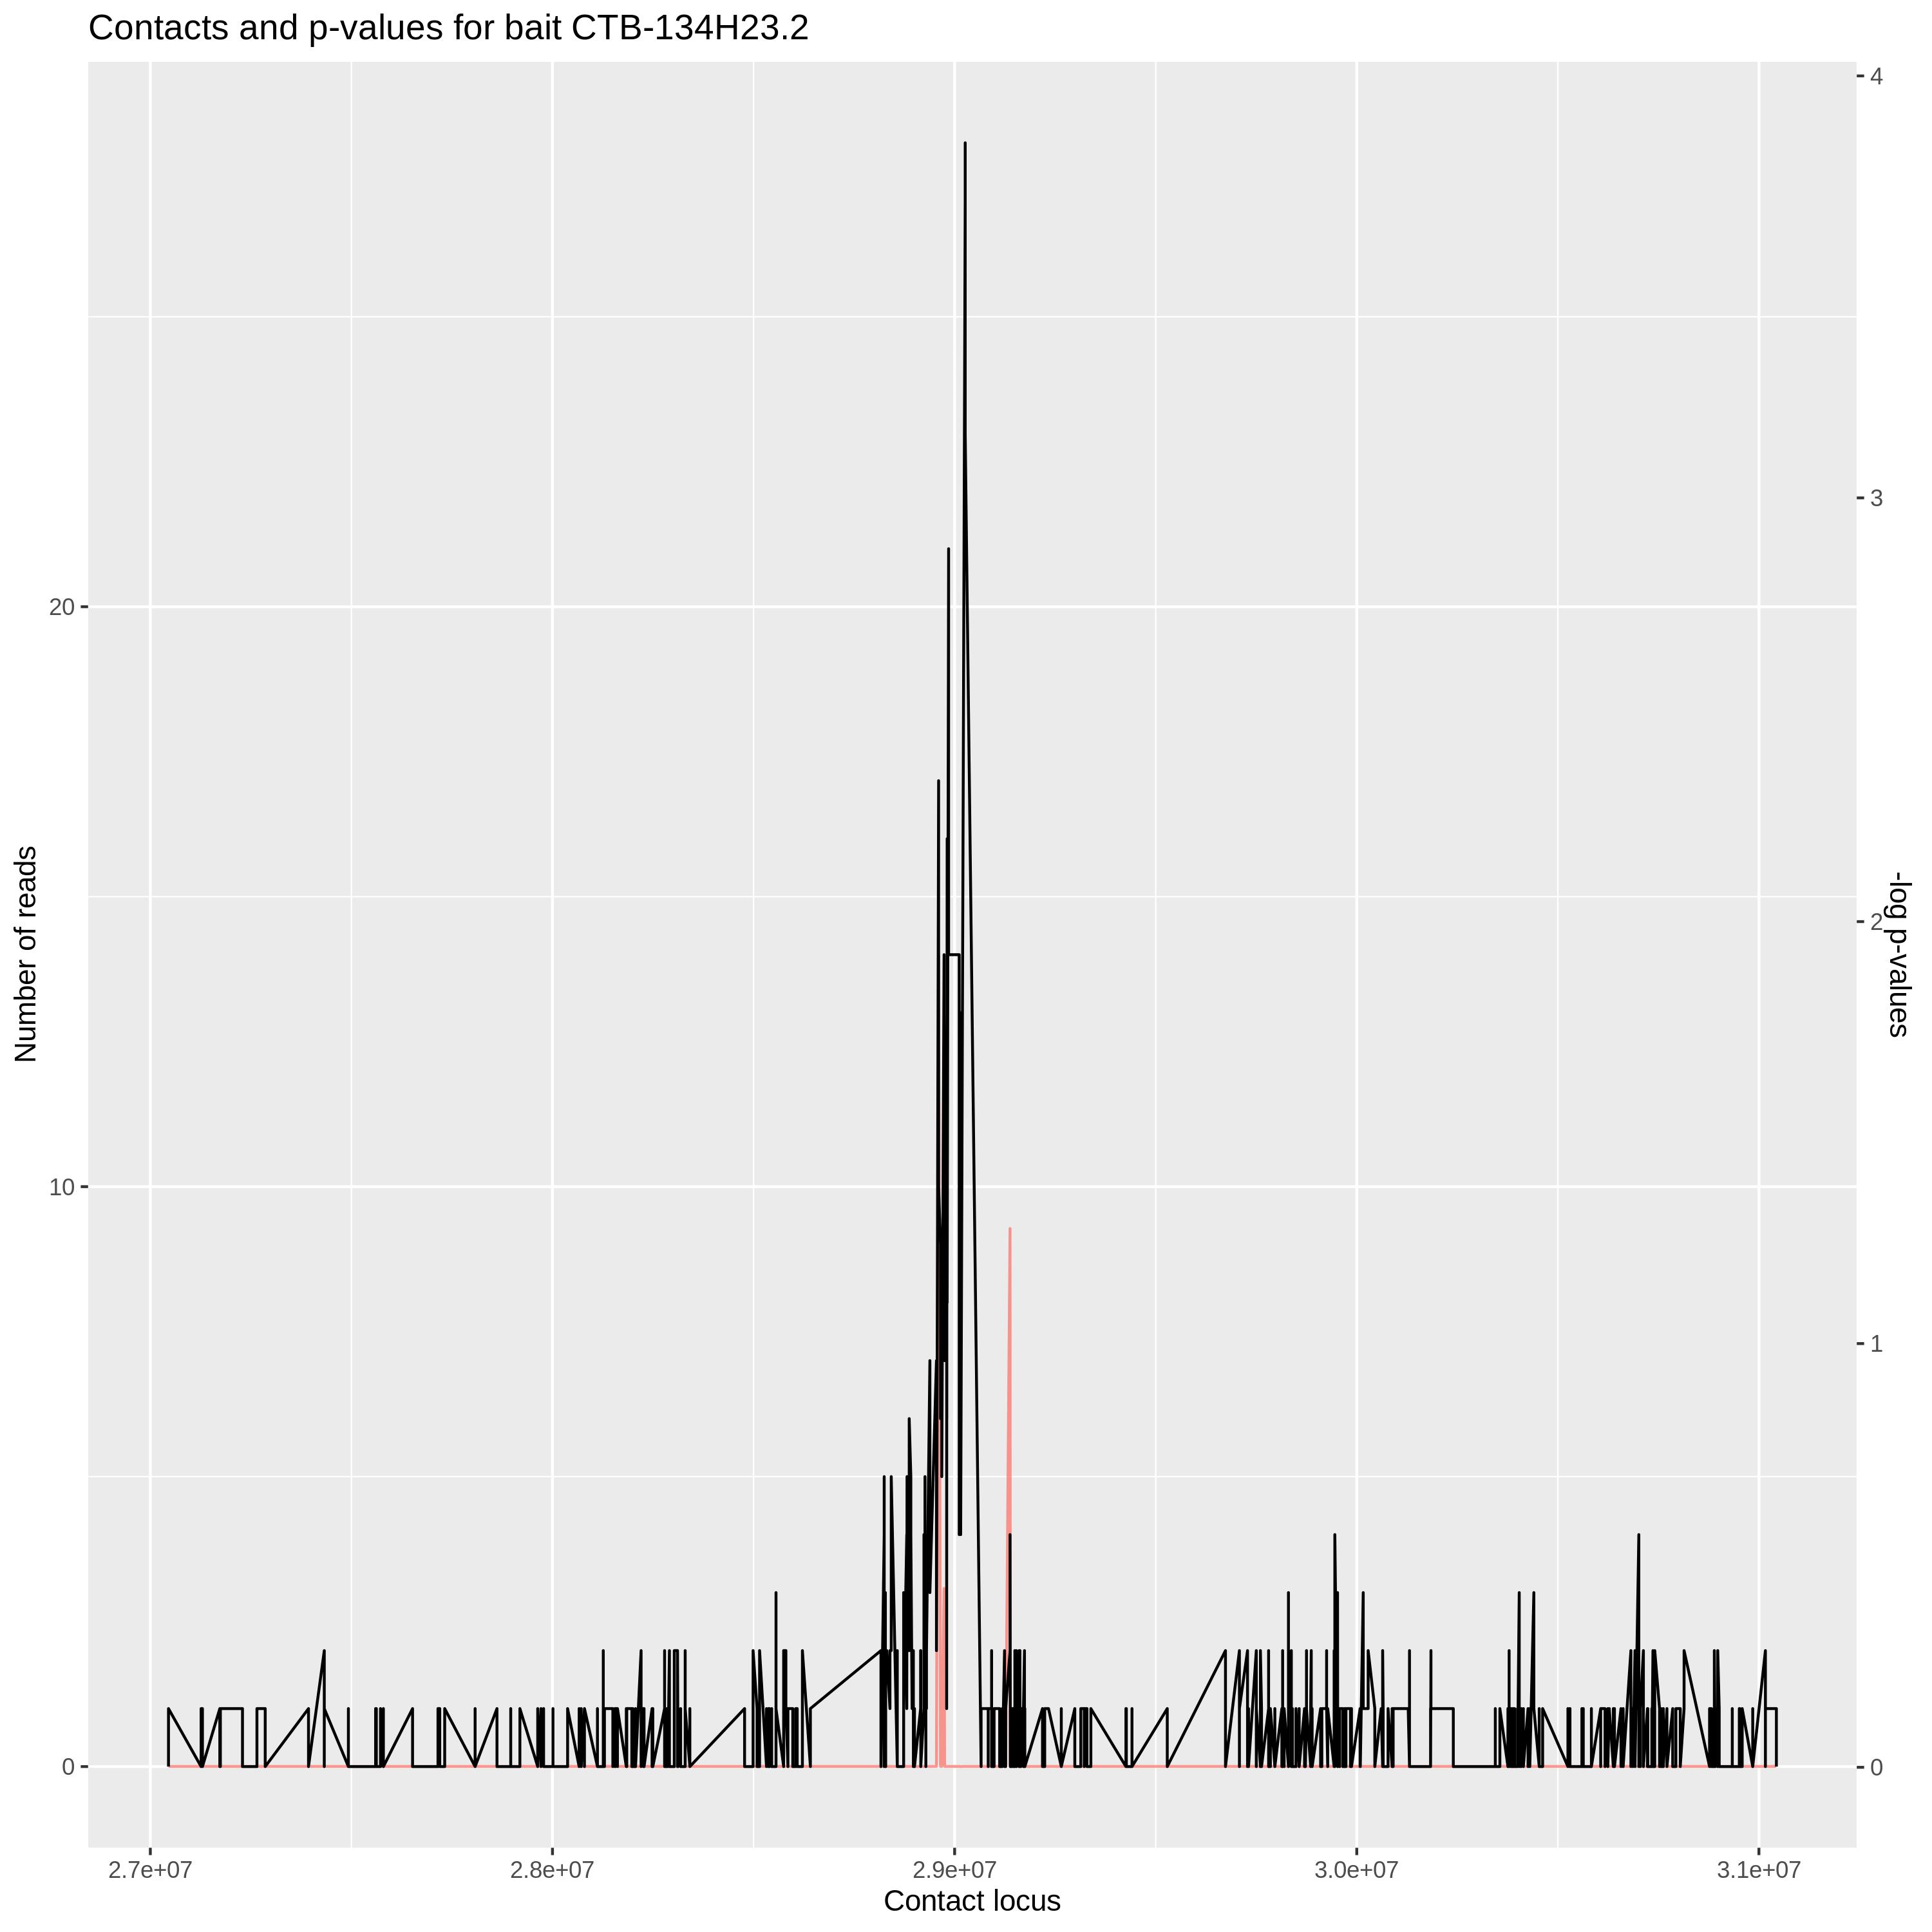 Contacts and p-values for bait CTB-134H23.2
4
3
20
2
Number of reads
-log p-values
10
1
0
0
2.7e+07
2.8e+07
2.9e+07
3.0e+07
3.1e+07
Contact locus